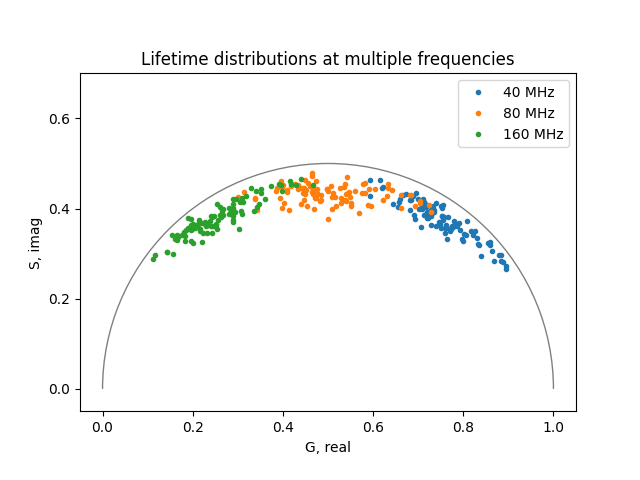 Lifetime distributions at multiple frequencies
40 MHz
80 MHz
160 MHz
0.6
0.4
0.2
0.0
S, imag
0.0 0.2 0.4 0.6 0.8 1.0
G, real